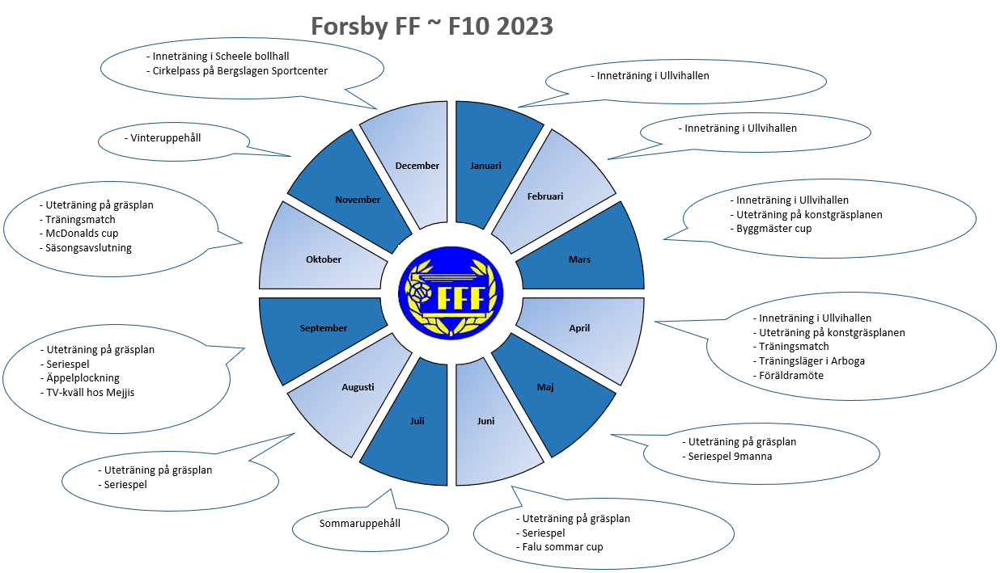 Forsby FF ~ F10 2023
- Inneträning i Scheele bollhall
- Cirkelpass på Bergslagen Sportcenter
- Inneträning i Ullvihallen
- Inneträning i Ullvihallen
- Vinteruppehåll
December
Januari
November
Februari
- Uteträning på gräsplan
- Träningsmatch
- McDonalds cup
- Säsongsavslutning
- Inneträning i Ullvihallen
- Uteträning på konstgräsplanen
- Byggmäster cup
Oktober
Mars
FFF
September
April
- Inneträning i Ullvihallen
- Uteträning på konstgräsplanen
- Träningsmatch
- Träningsläger i Arboga
- Föräldramöte
- Uteträning på gräsplan
- Seriespel
- Äppelplockning
- TV-kväll hos Mejjis
Augusti
Maj
Juli
Juni
- Uteträning på gräsplan
- Seriespel 9manna
- Uteträning på gräsplan
- Seriespel
Sommaruppehåll
- Uteträning på gräsplan
- Seriespel
- Falu sommar cup